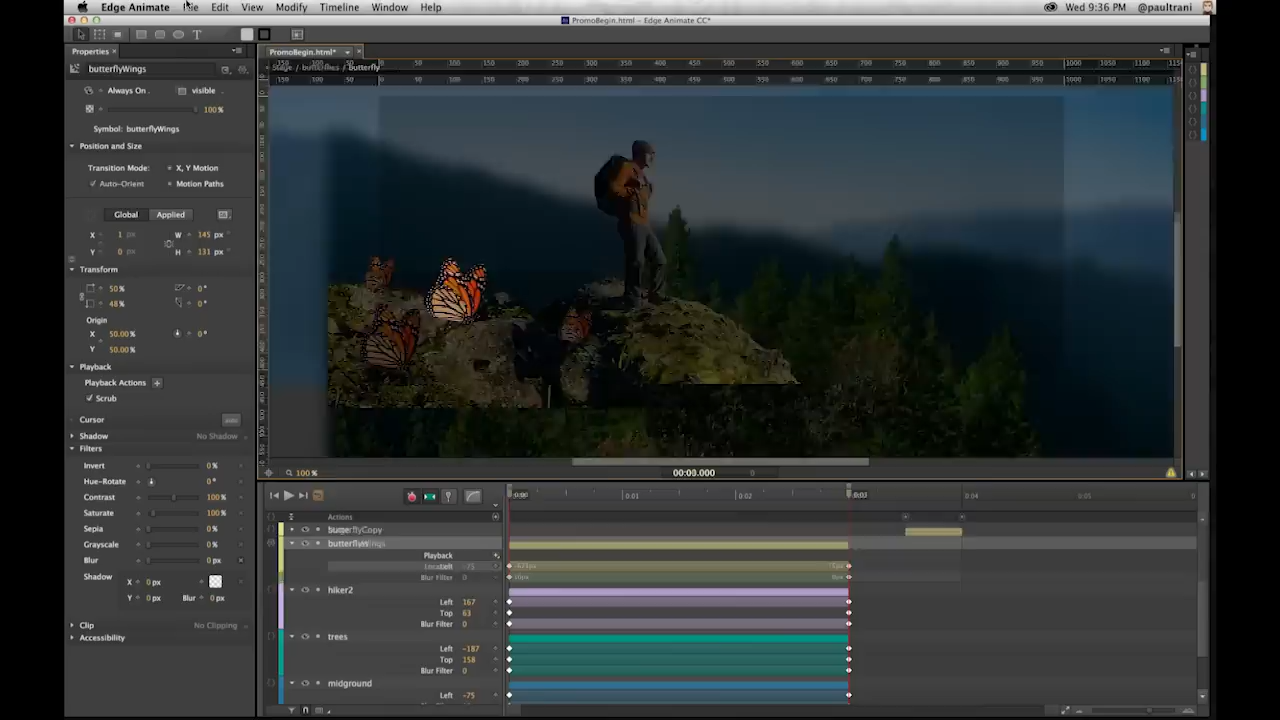 Edge Animate File Edit View Modify Timeline Window Help Wed 9:36 PM @paultrani
PromoBegin.html - Edge Animate CC*
T
Properties × PromoBegin.html* ×
butterflyWings Stage / butterflies / Butterfly
Always On visible
100%
Symbol: butterflyWings
Position and Size
Transition Mode: X, Y Motion
Auto-Orient Motion Paths
Global Applied
X 1 px W 145 px
Y 0 px H 131 px
Transform
50% 0°
48% 0°
Origin
X 50.00% 0°
Y 50.00%
Playback
Playback Actions +
Scrub
Cursor auto
Shadow No Shadow
Filters
Invert 0%
Hue-Rotate 0°
Contrast 100%
Saturate 100%
Sepia 0%
Grayscale 0%
Blur 0 px
Shadow X 0 px
Y 0 px Blur 0 px
Clip No Clipping
Accessibility
100% 00:00.000 0
0:00 0:01 0:02 0:03 0:04 0:05
Actions
butterflyWings
Playback
Blur Filter 0
hiker2
Left 167
Top 63
Blur Filter 0
trees
Left -187
Top 158
Blur Filter 0
midground
Left -75